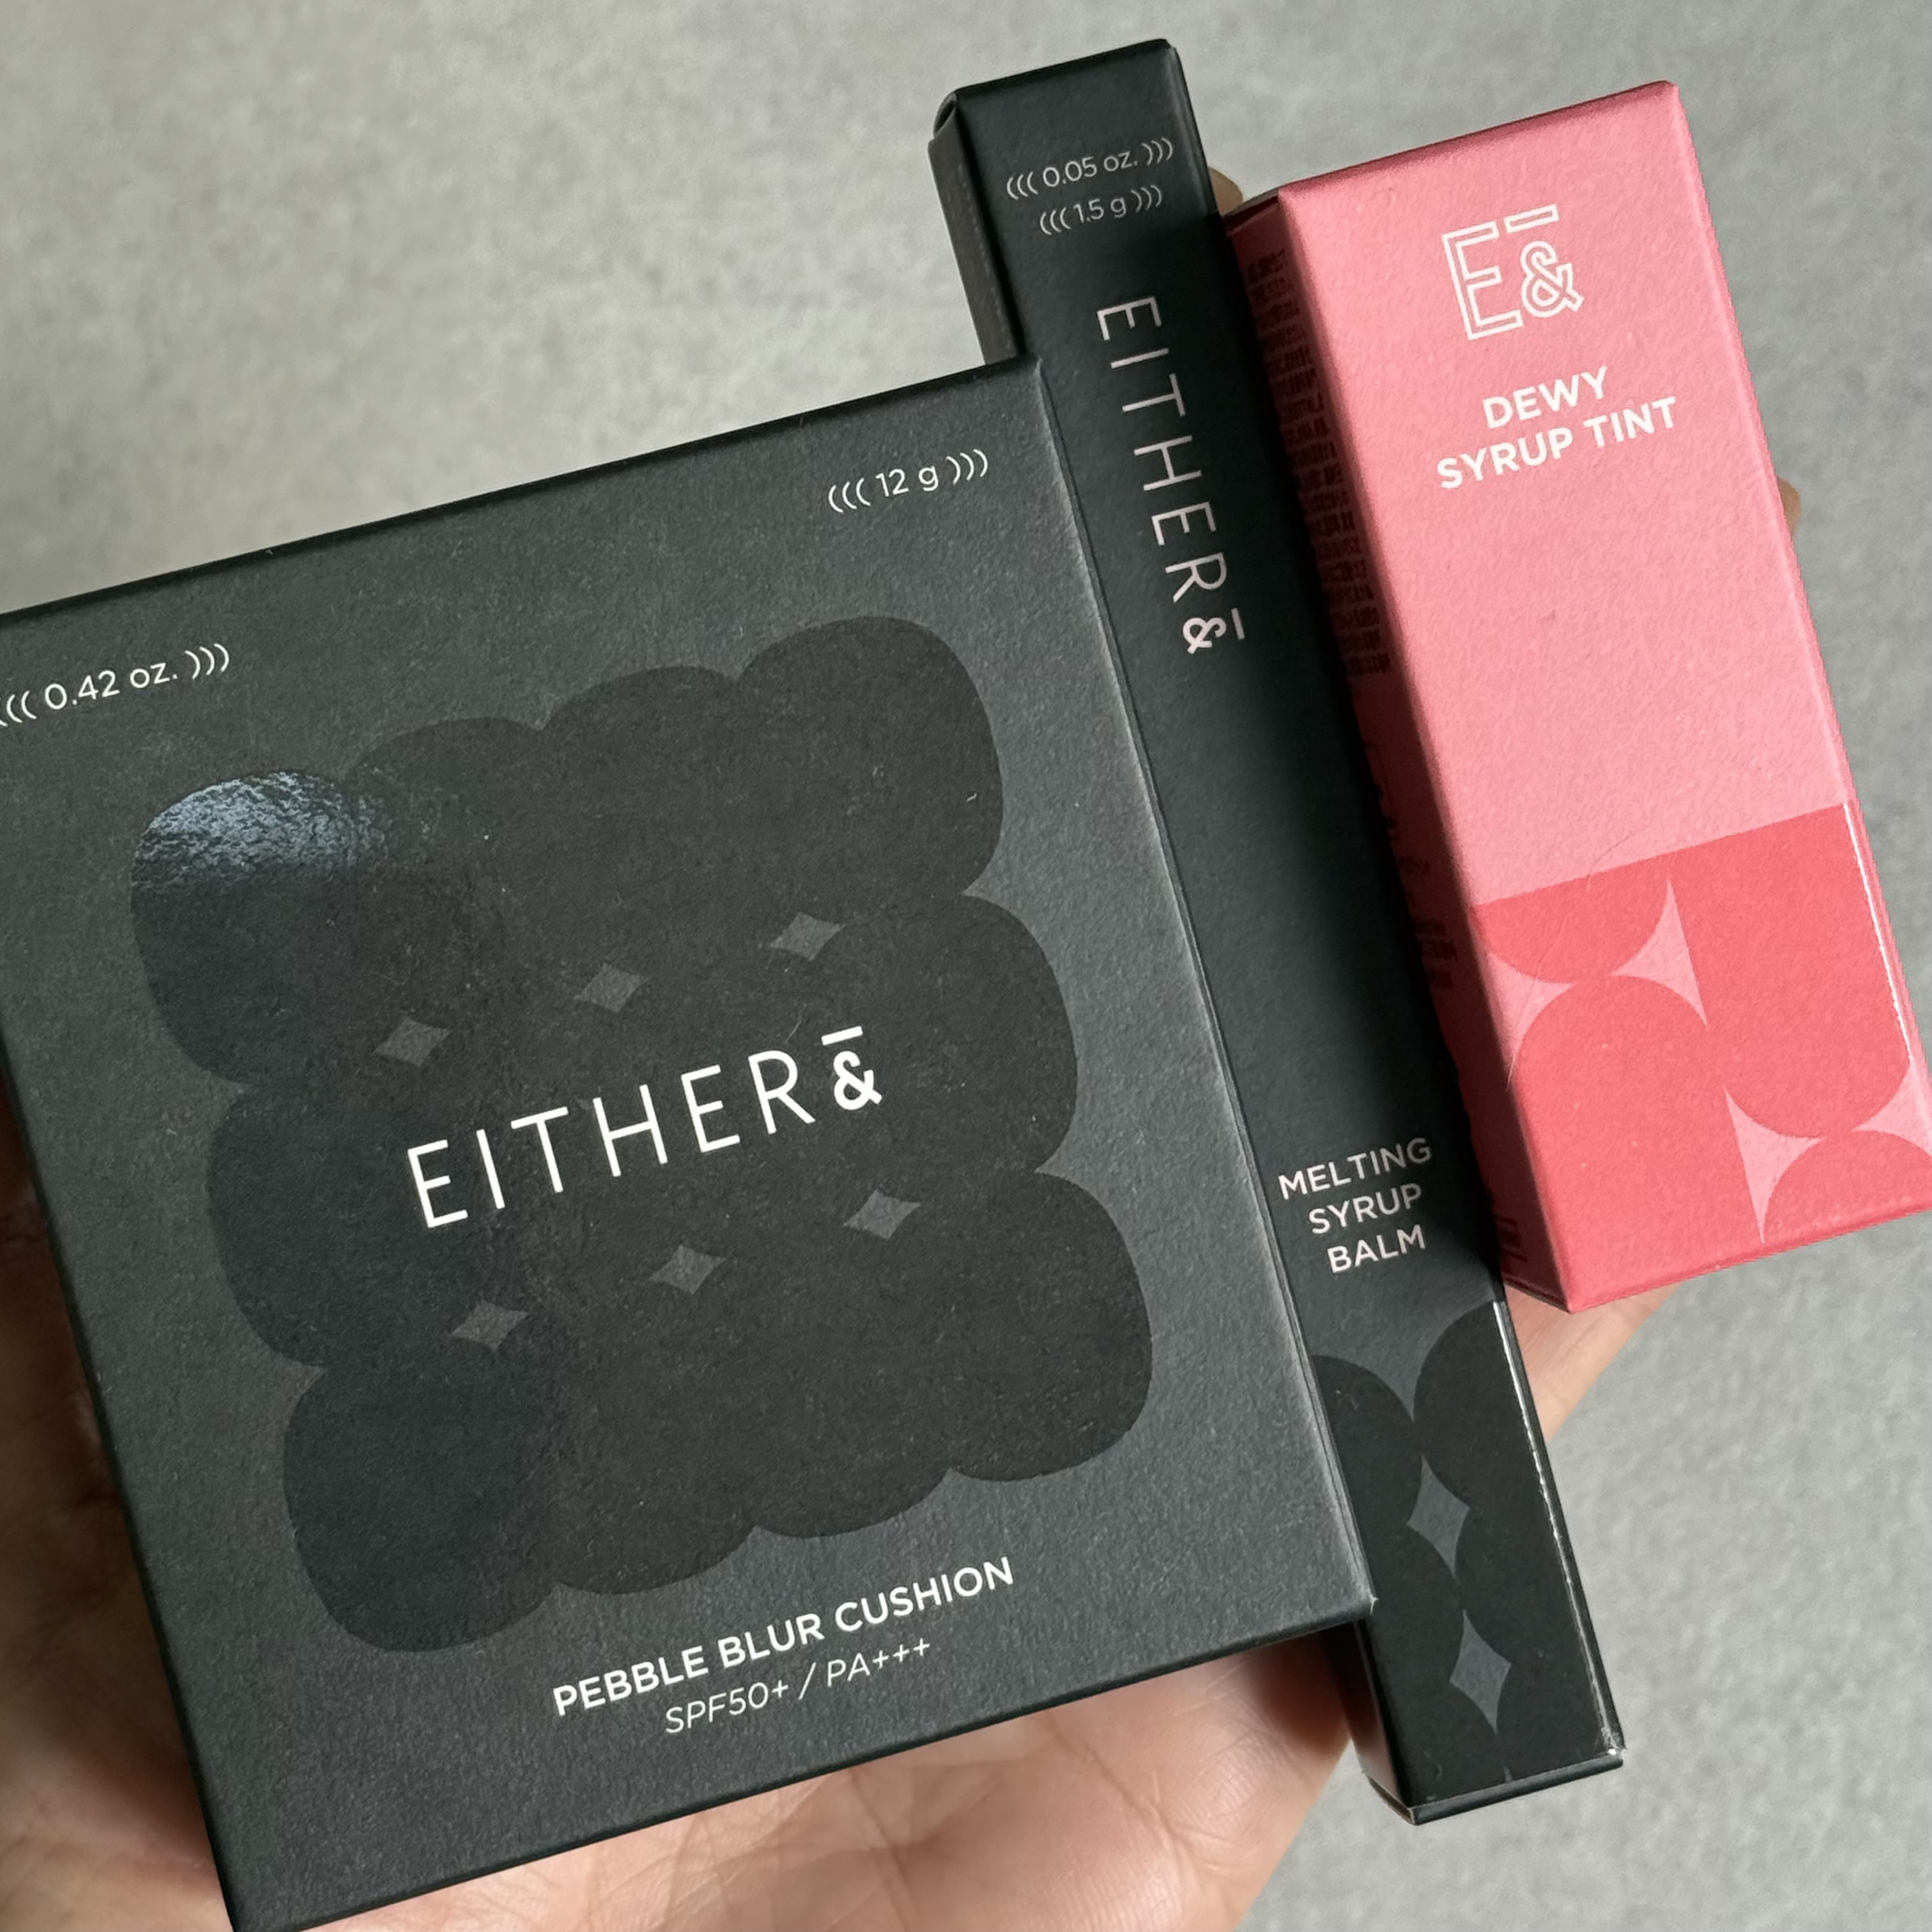 ((( 0.42 oz. )))
((( 12 g )))
EITHER&
PEBBLE BLUR CUSHION
SPF50+ / PA+++
((( 0.05 oz. )))
((( 1.5 g )))
EITHER&
MELTING
SYRUP
BALM
E&
DEWY
SYRUP TINT